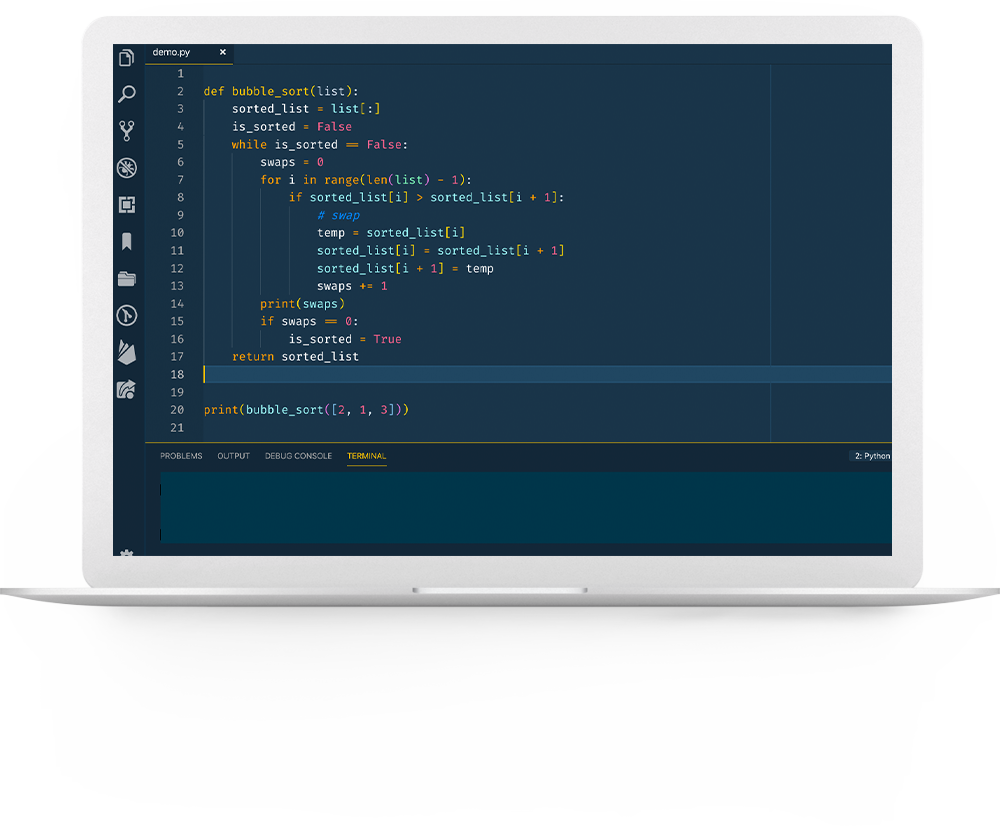 demo.py ×
1
2 def bubble_sort(list):
3     sorted_list = list[:]
4     is_sorted = False
5     while is_sorted == False:
6         swaps = 0
7         for i in range(len(list) - 1):
8             if sorted_list[i] > sorted_list[i + 1]:
9                 # swap
10                 temp = sorted_list[i]
11                 sorted_list[i] = sorted_list[i + 1]
12                 sorted_list[i + 1] = temp
13                 swaps += 1
14         print(swaps)
15         if swaps == 0:
16             is_sorted = True
17     return sorted_list
18
19
20 print(bubble_sort([2, 1, 3]))
21
PROBLEMS OUTPUT DEBUG CONSOLE TERMINAL 2: Python